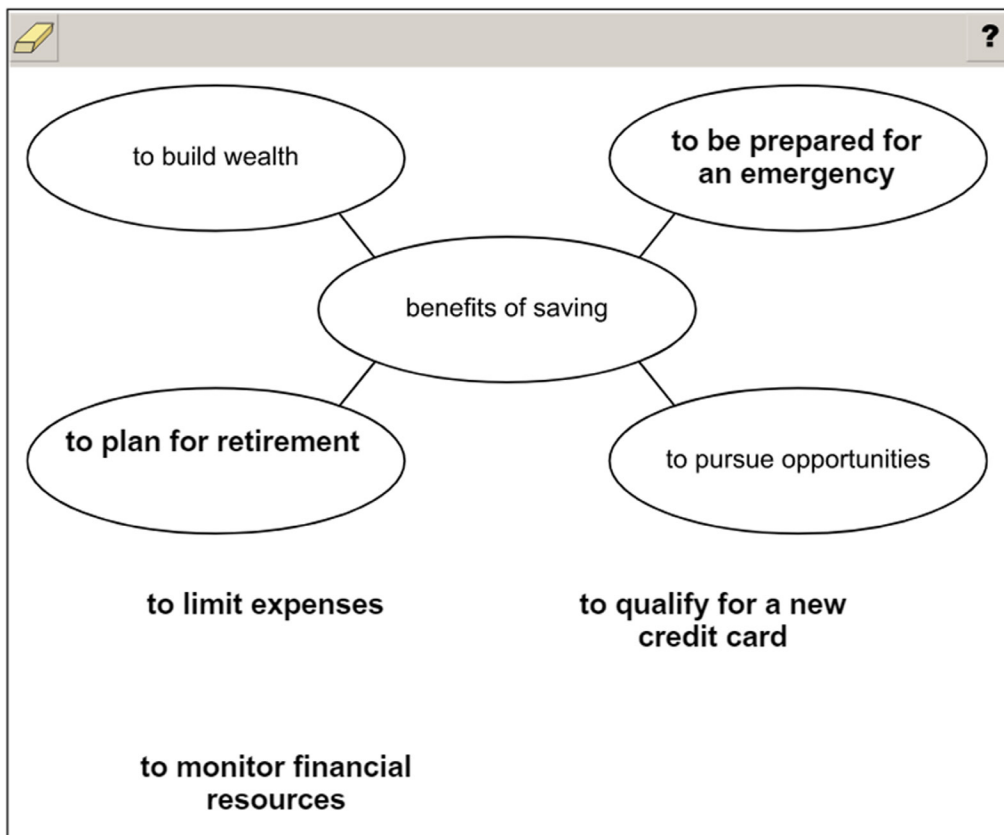 ?
to build wealth
to be prepared for
an emergency
benefits of saving
to plan for retirement
to pursue opportunities
to limit expenses
to qualify for a new
credit card
to monitor financial
resources